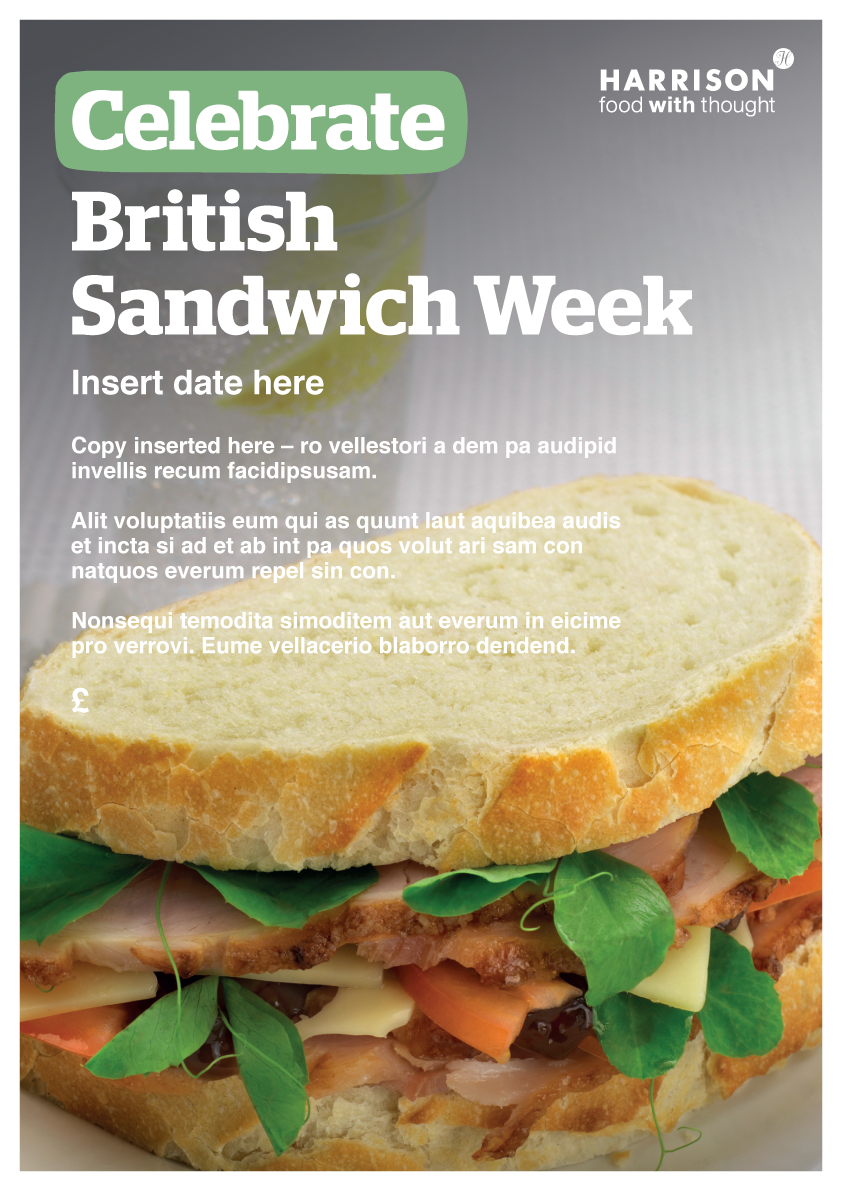 HARRISON
food with thought
Celebrate
British
Sandwich Week
Insert date here
Copy inserted here – ro vellestori a dem pa audipid
invellis recum facidipsusam.
Alit voluptatiis eum qui as quunt laut aquibea audis
et incta si ad et ab int pa quos volut ari sam con
natquos everum repel sin con.
Nonsequi temodita simoditem aut everum in eicime
pro verrovi. Eume vellacerio blaborro dendend.
£